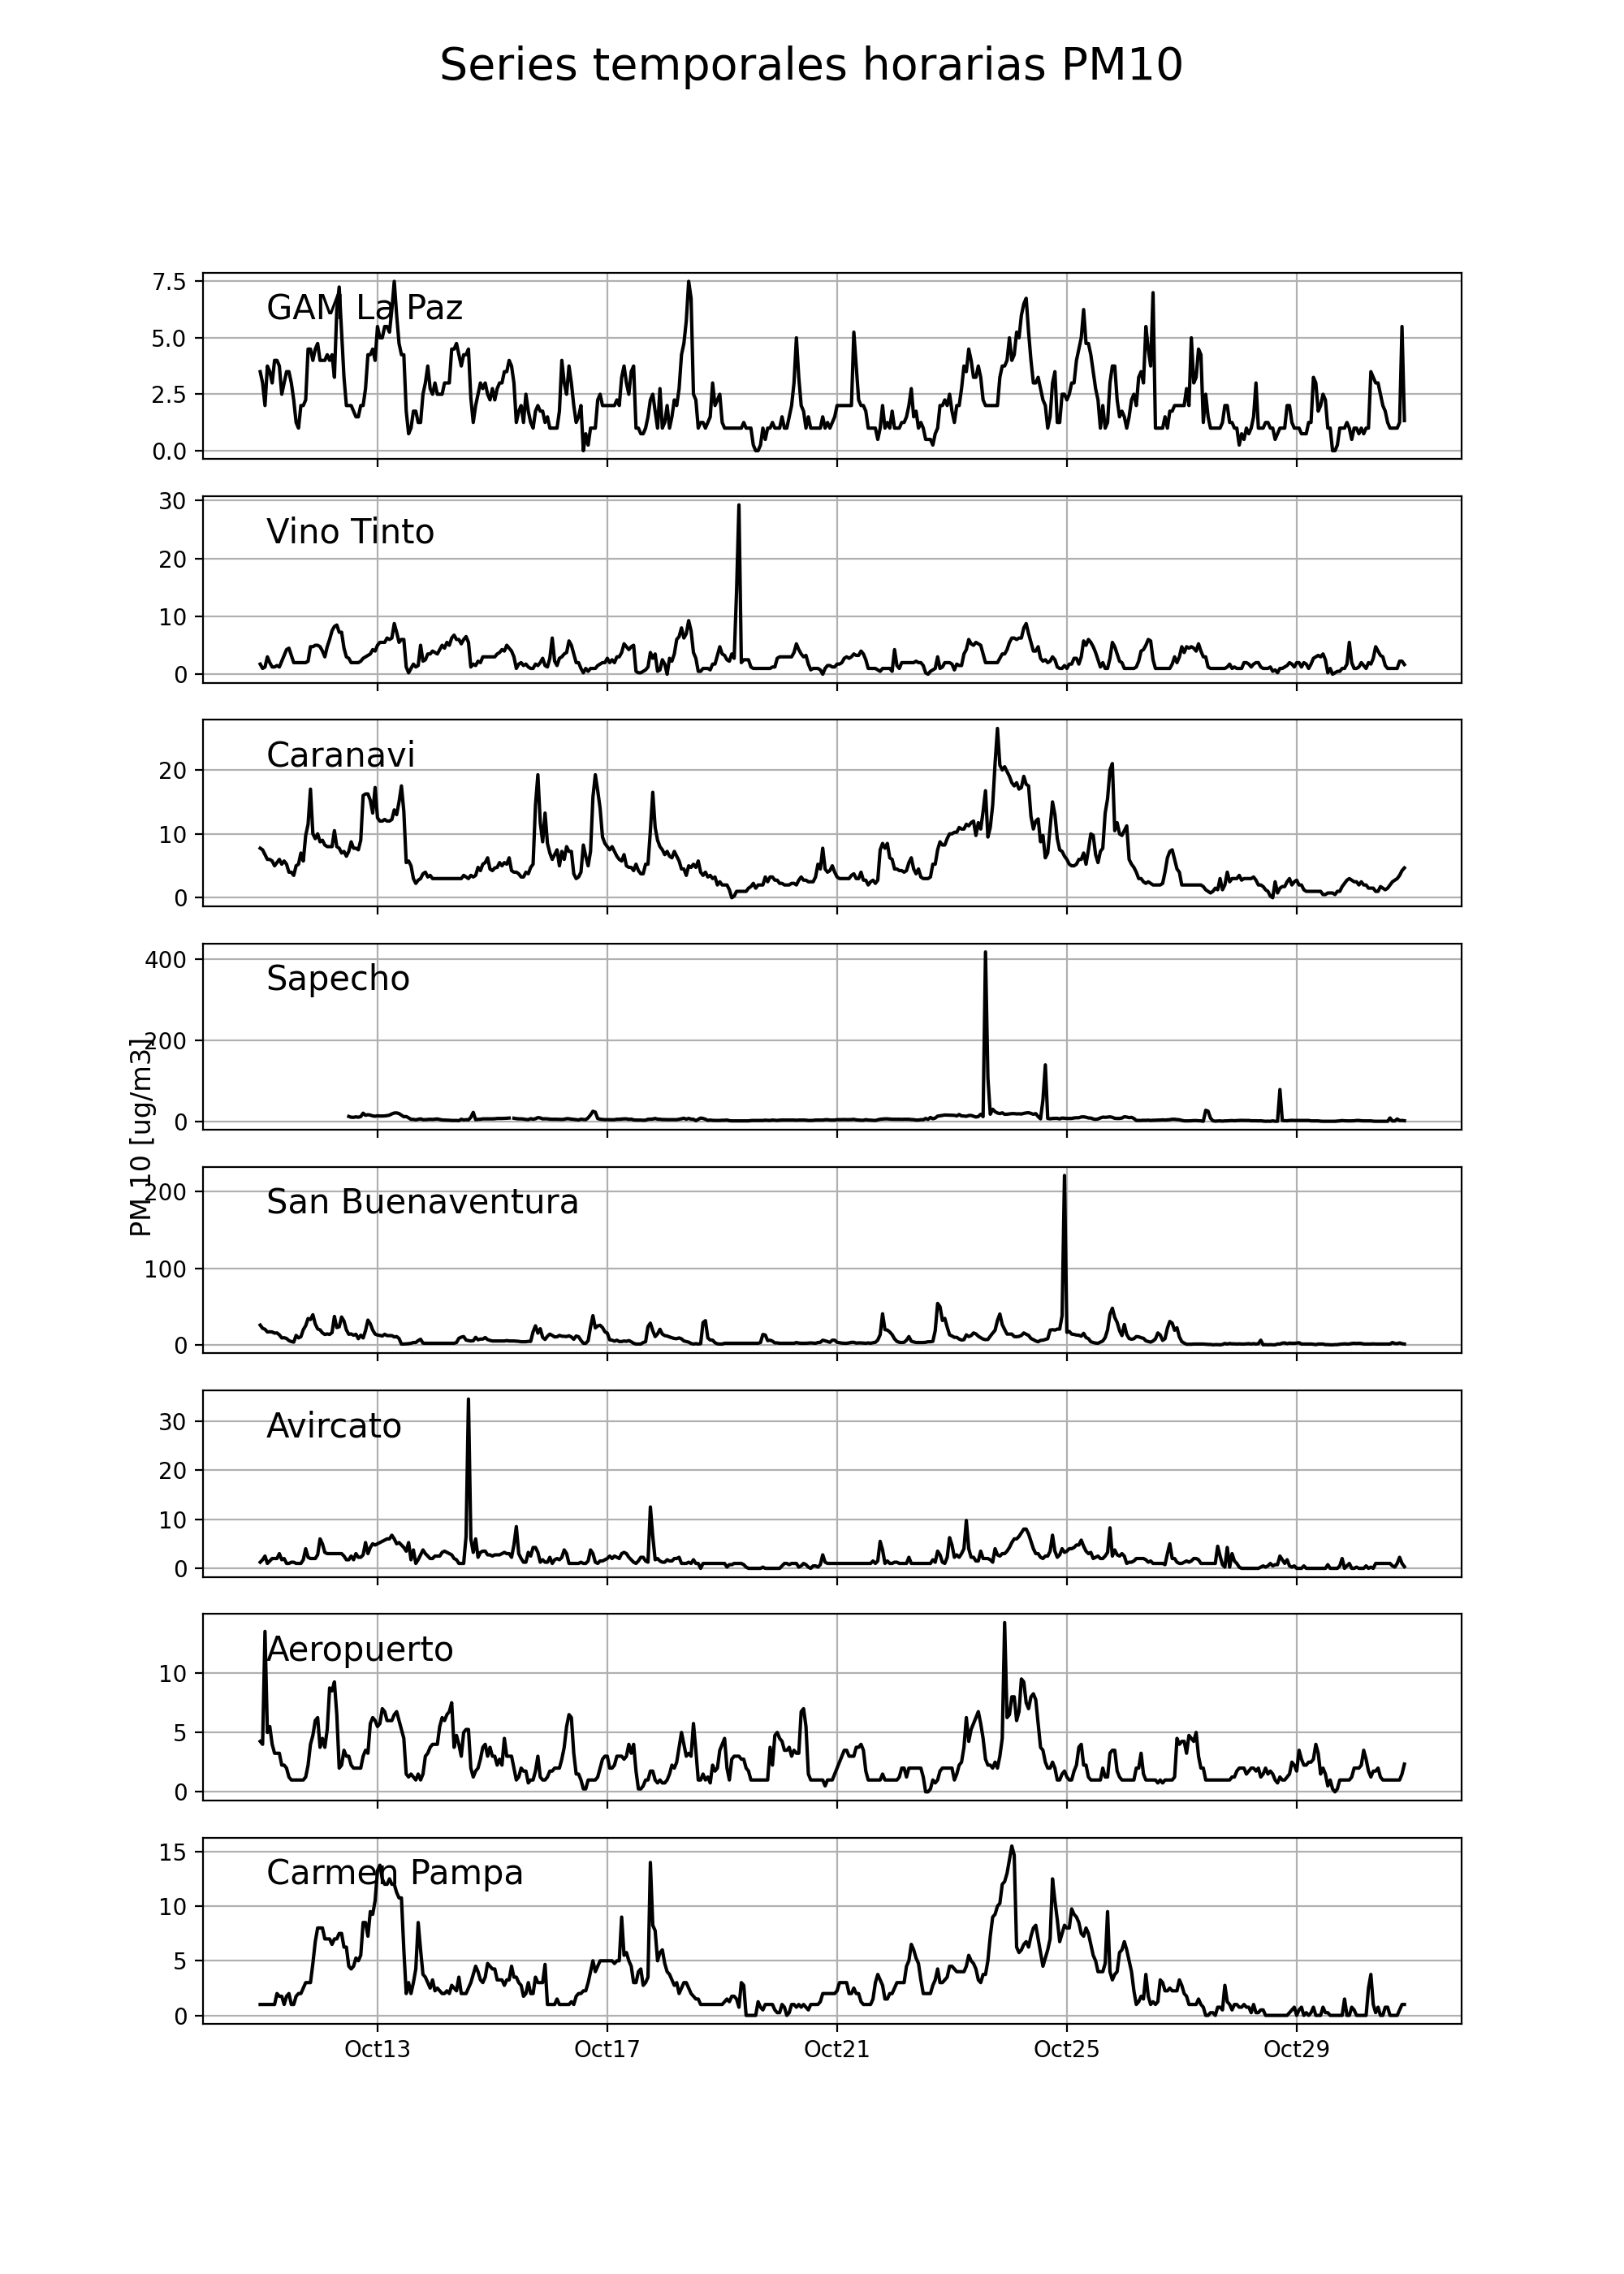 Series temporales horarias PM10
7.5
5.0
2.5
0.0
GAM La Paz
30
20
10
0
Vino Tinto
20
10
0
Caranavi
400
200
0
Sapecho
PM 10 [ug/m3]
200
100
0
San Buenaventura
30
20
10
0
Avircato
10
5
0
Aeropuerto
15
10
5
0
Carmen Pampa
Oct13 Oct17 Oct21 Oct25 Oct29